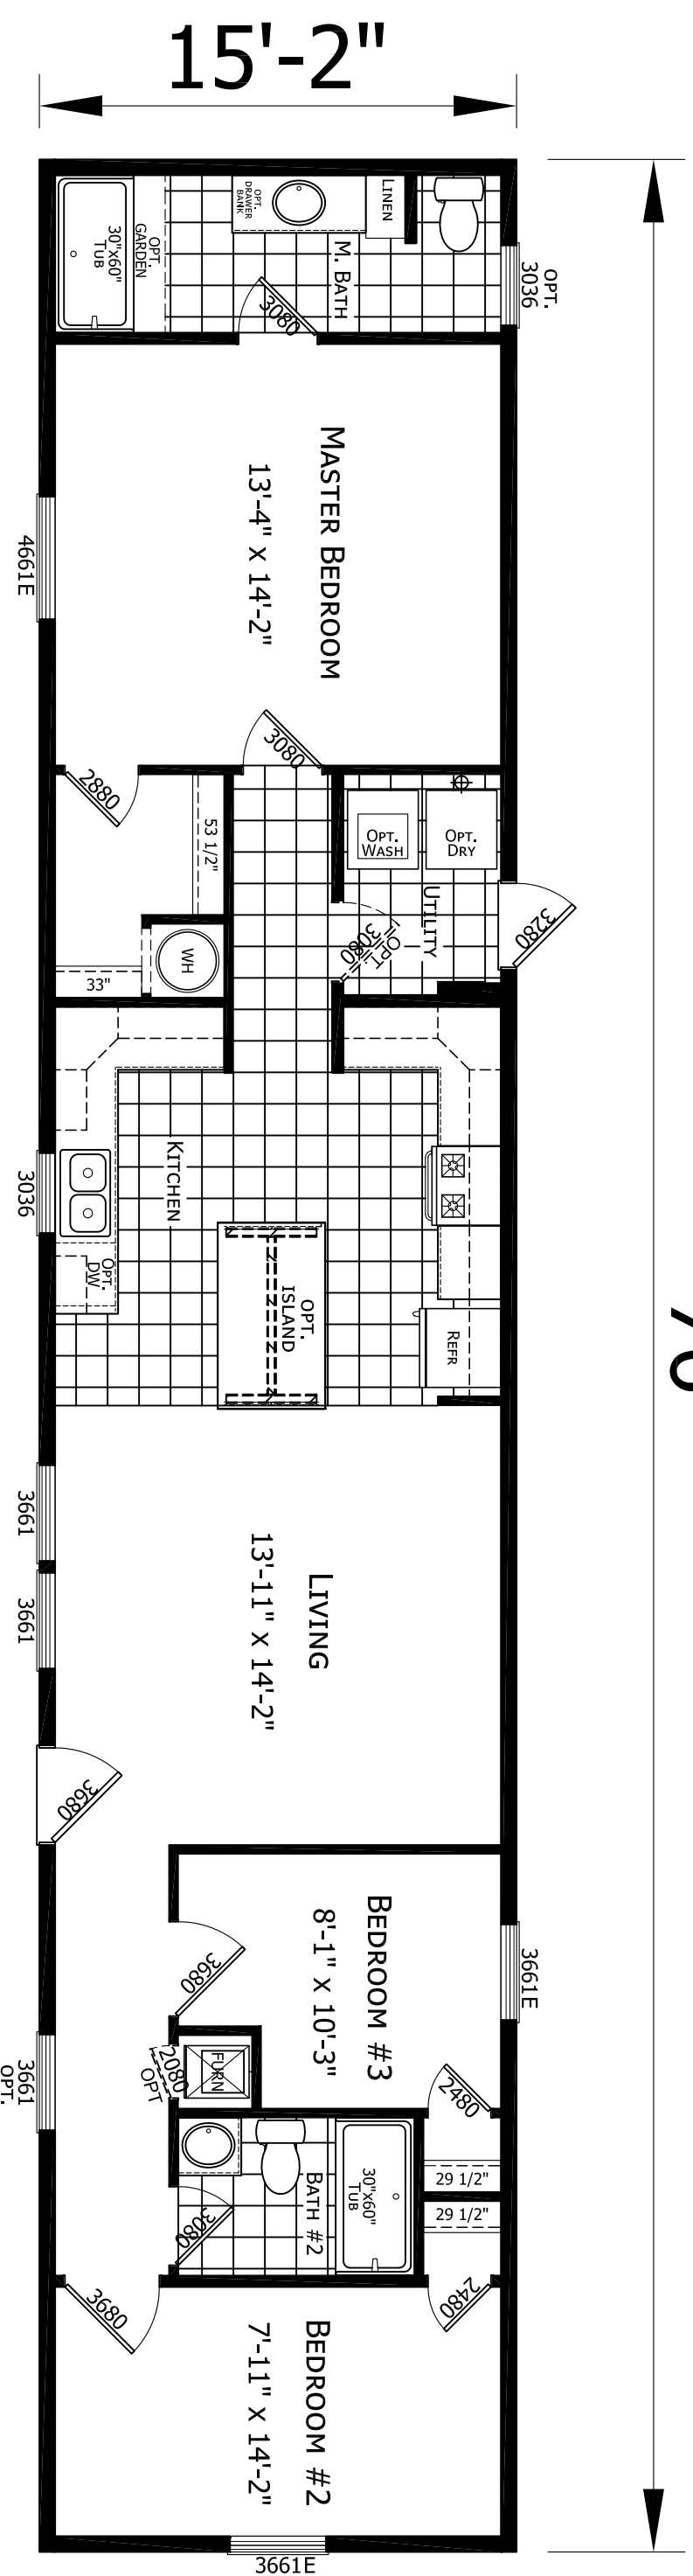 15'-2"
OPT.
DRAWER
BANK
LINEN
OPT.
GARDEN
30"x60"
TUB
M. BATH
3080
OPT.
3036
MASTER BEDROOM
13'-4" x 14'-2"
4661E
3080
2880
53 1/2"
OPT.
WASH
OPT.
DRY
UTILITY
3280
OPT.
3080
WH
33"
KITCHEN
3036
OPT.
DW
OPT.
ISLAND
REFR
3661
3661
LIVING
13'-11" x 14'-2"
3680
BEDROOM #3
8'-1" x 10'-3"
3661E
3680
FURN
2080
OPT
3661
OPT.
2480
29 1/2"
29 1/2"
BATH #2
30"x60"
TUB
3080
3680
2480
BEDROOM #2
7'-11" x 14'-2"
3661E